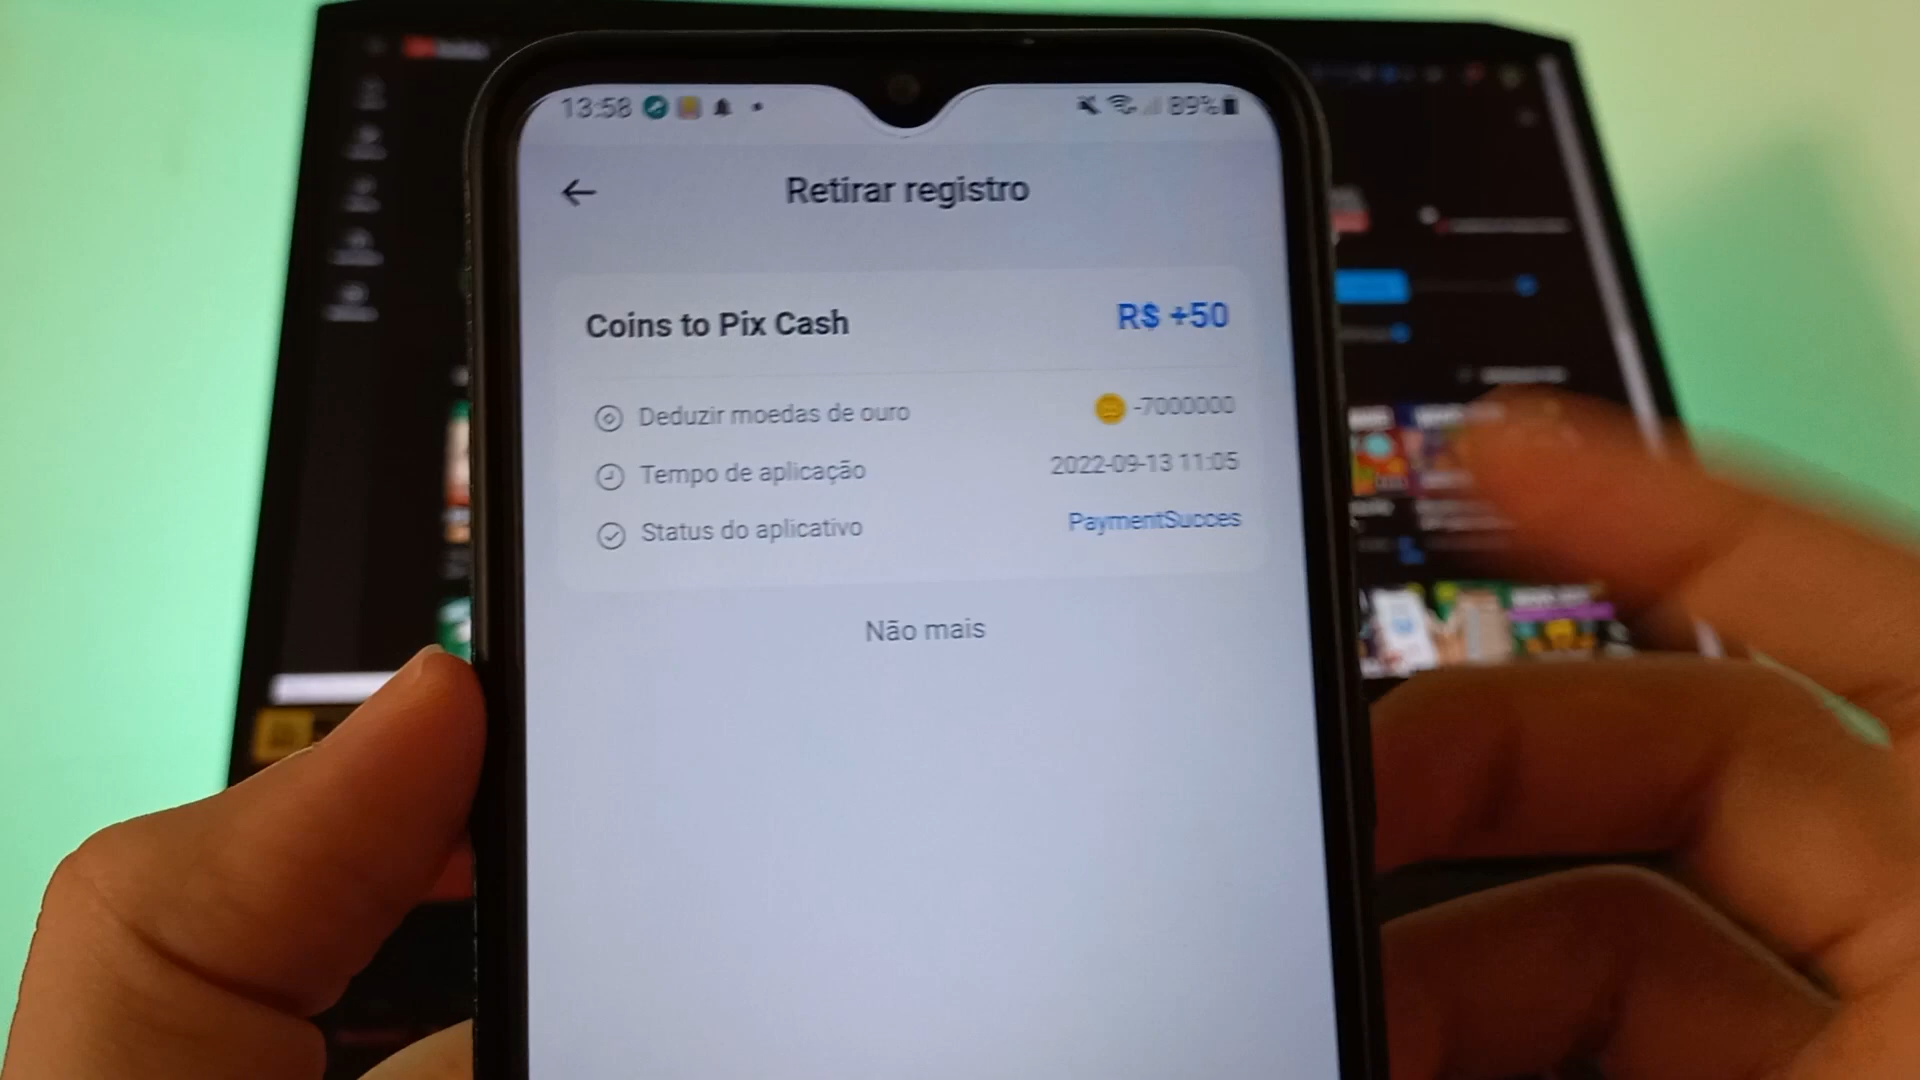 13:58 89%
Retirar registro
Coins to Pix Cash R$ +50
Deduzir moedas de ouro -7000000
Tempo de aplicação 2022-09-13 11:05
Status do aplicativo PaymentSucces
Não mais